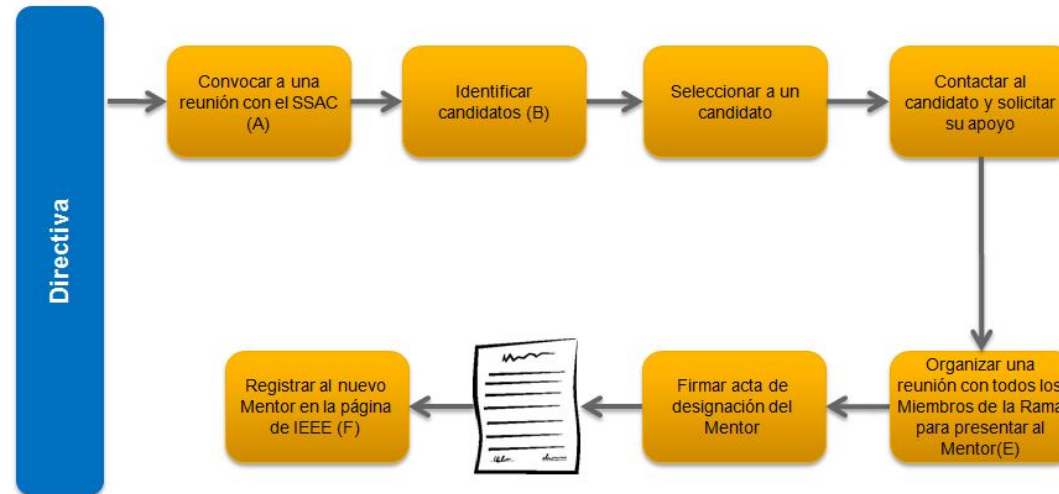 Directiva
Convocar a una
reunión con el SSAC
(A)
Identificar
candidatos (B)
Seleccionar a un
candidato
Contactar al
candidato y solicitar
su apoyo
Organizar una
reunión con todos los
Miembros de la Rama
para presentar al
Mentor(E)
Firmar acta de
designación del
Mentor
Registrar al nuevo
Mentor en la página
de IEEE (F)